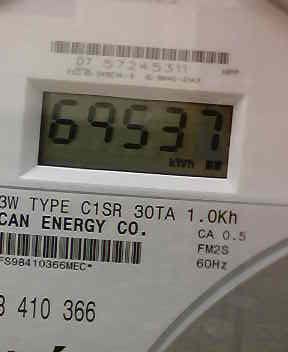 07 57245311
69537
kWh
3W TYPE C1SR 30TA 1.0Kh
CAN ENERGY CO.
CA 0.5
FM2S
FS98410366MEC*
60Hz
8 410 366